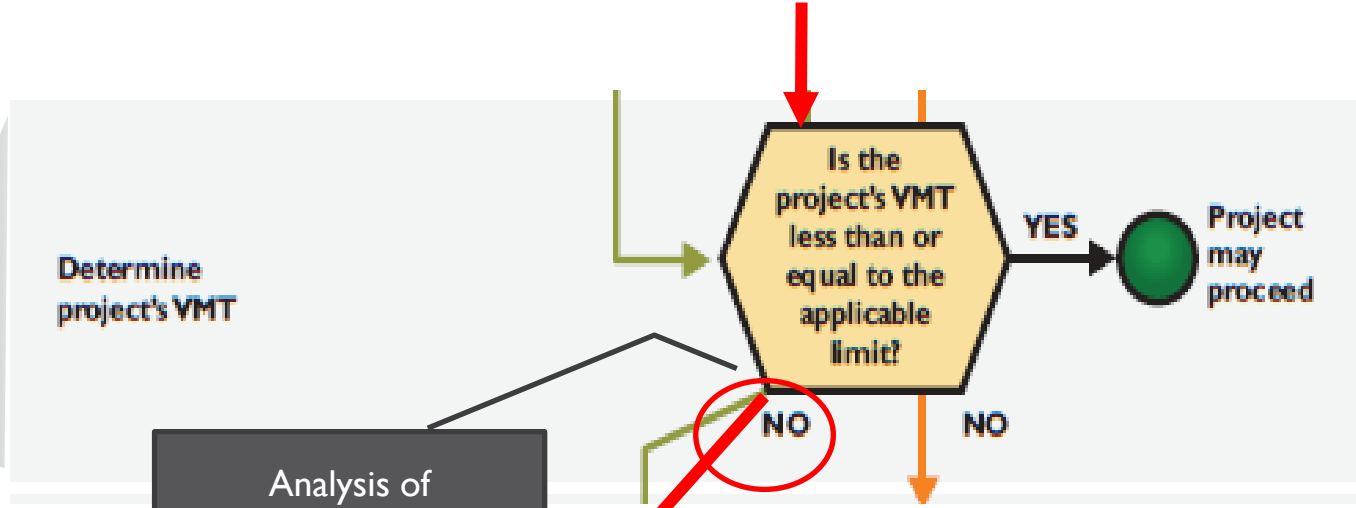 Determine
project's VMT
Is the
project's VMT
less than or
equal to the
applicable
limit?
YES
Project
may
proceed
NO
NO
Analysis of